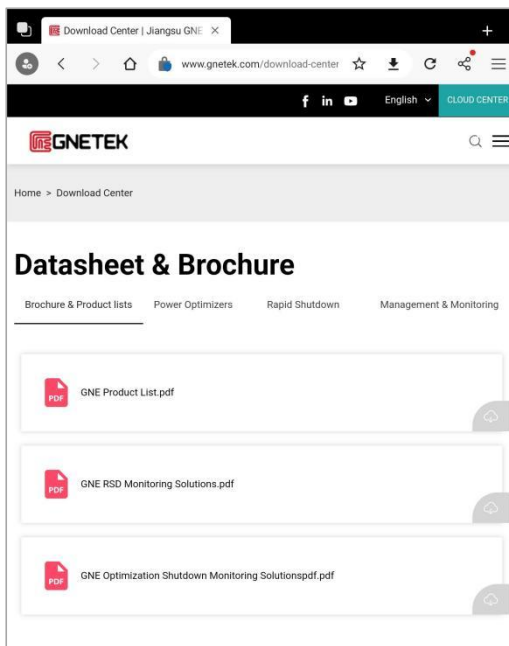 Download Center | Jiangsu GNE
www.gnetek.com/download-center
English
CLOUD CENTER
GNETEK
Home > Download Center
Datasheet & Brochure
Brochure & Product lists Power Optimizers Rapid Shutdown Management & Monitoring
PDF GNE Product List.pdf
PDF GNE RSD Monitoring Solutions.pdf
PDF GNE Optimization Shutdown Monitoring Solutionspdf.pdf